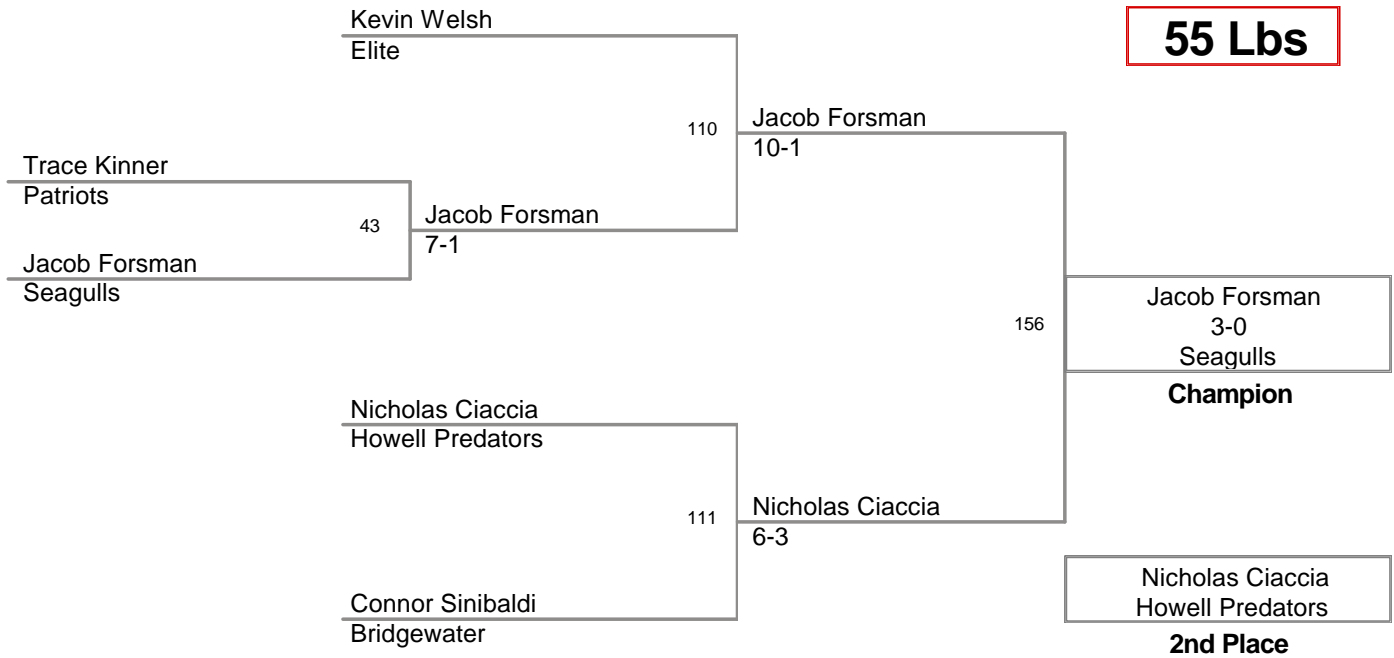 Kevin Welsh
Elite
55 Lbs
110
Jacob Forsman
10-1
Trace Kinner
Patriots
43
Jacob Forsman
7-1
Jacob Forsman
Seagulls
156
Jacob Forsman
3-0
Seagulls
Champion
Nicholas Ciaccia
Howell Predators
111
Nicholas Ciaccia
6-3
Connor Sinibaldi
Bridgewater
Nicholas Ciaccia
Howell Predators
2nd Place